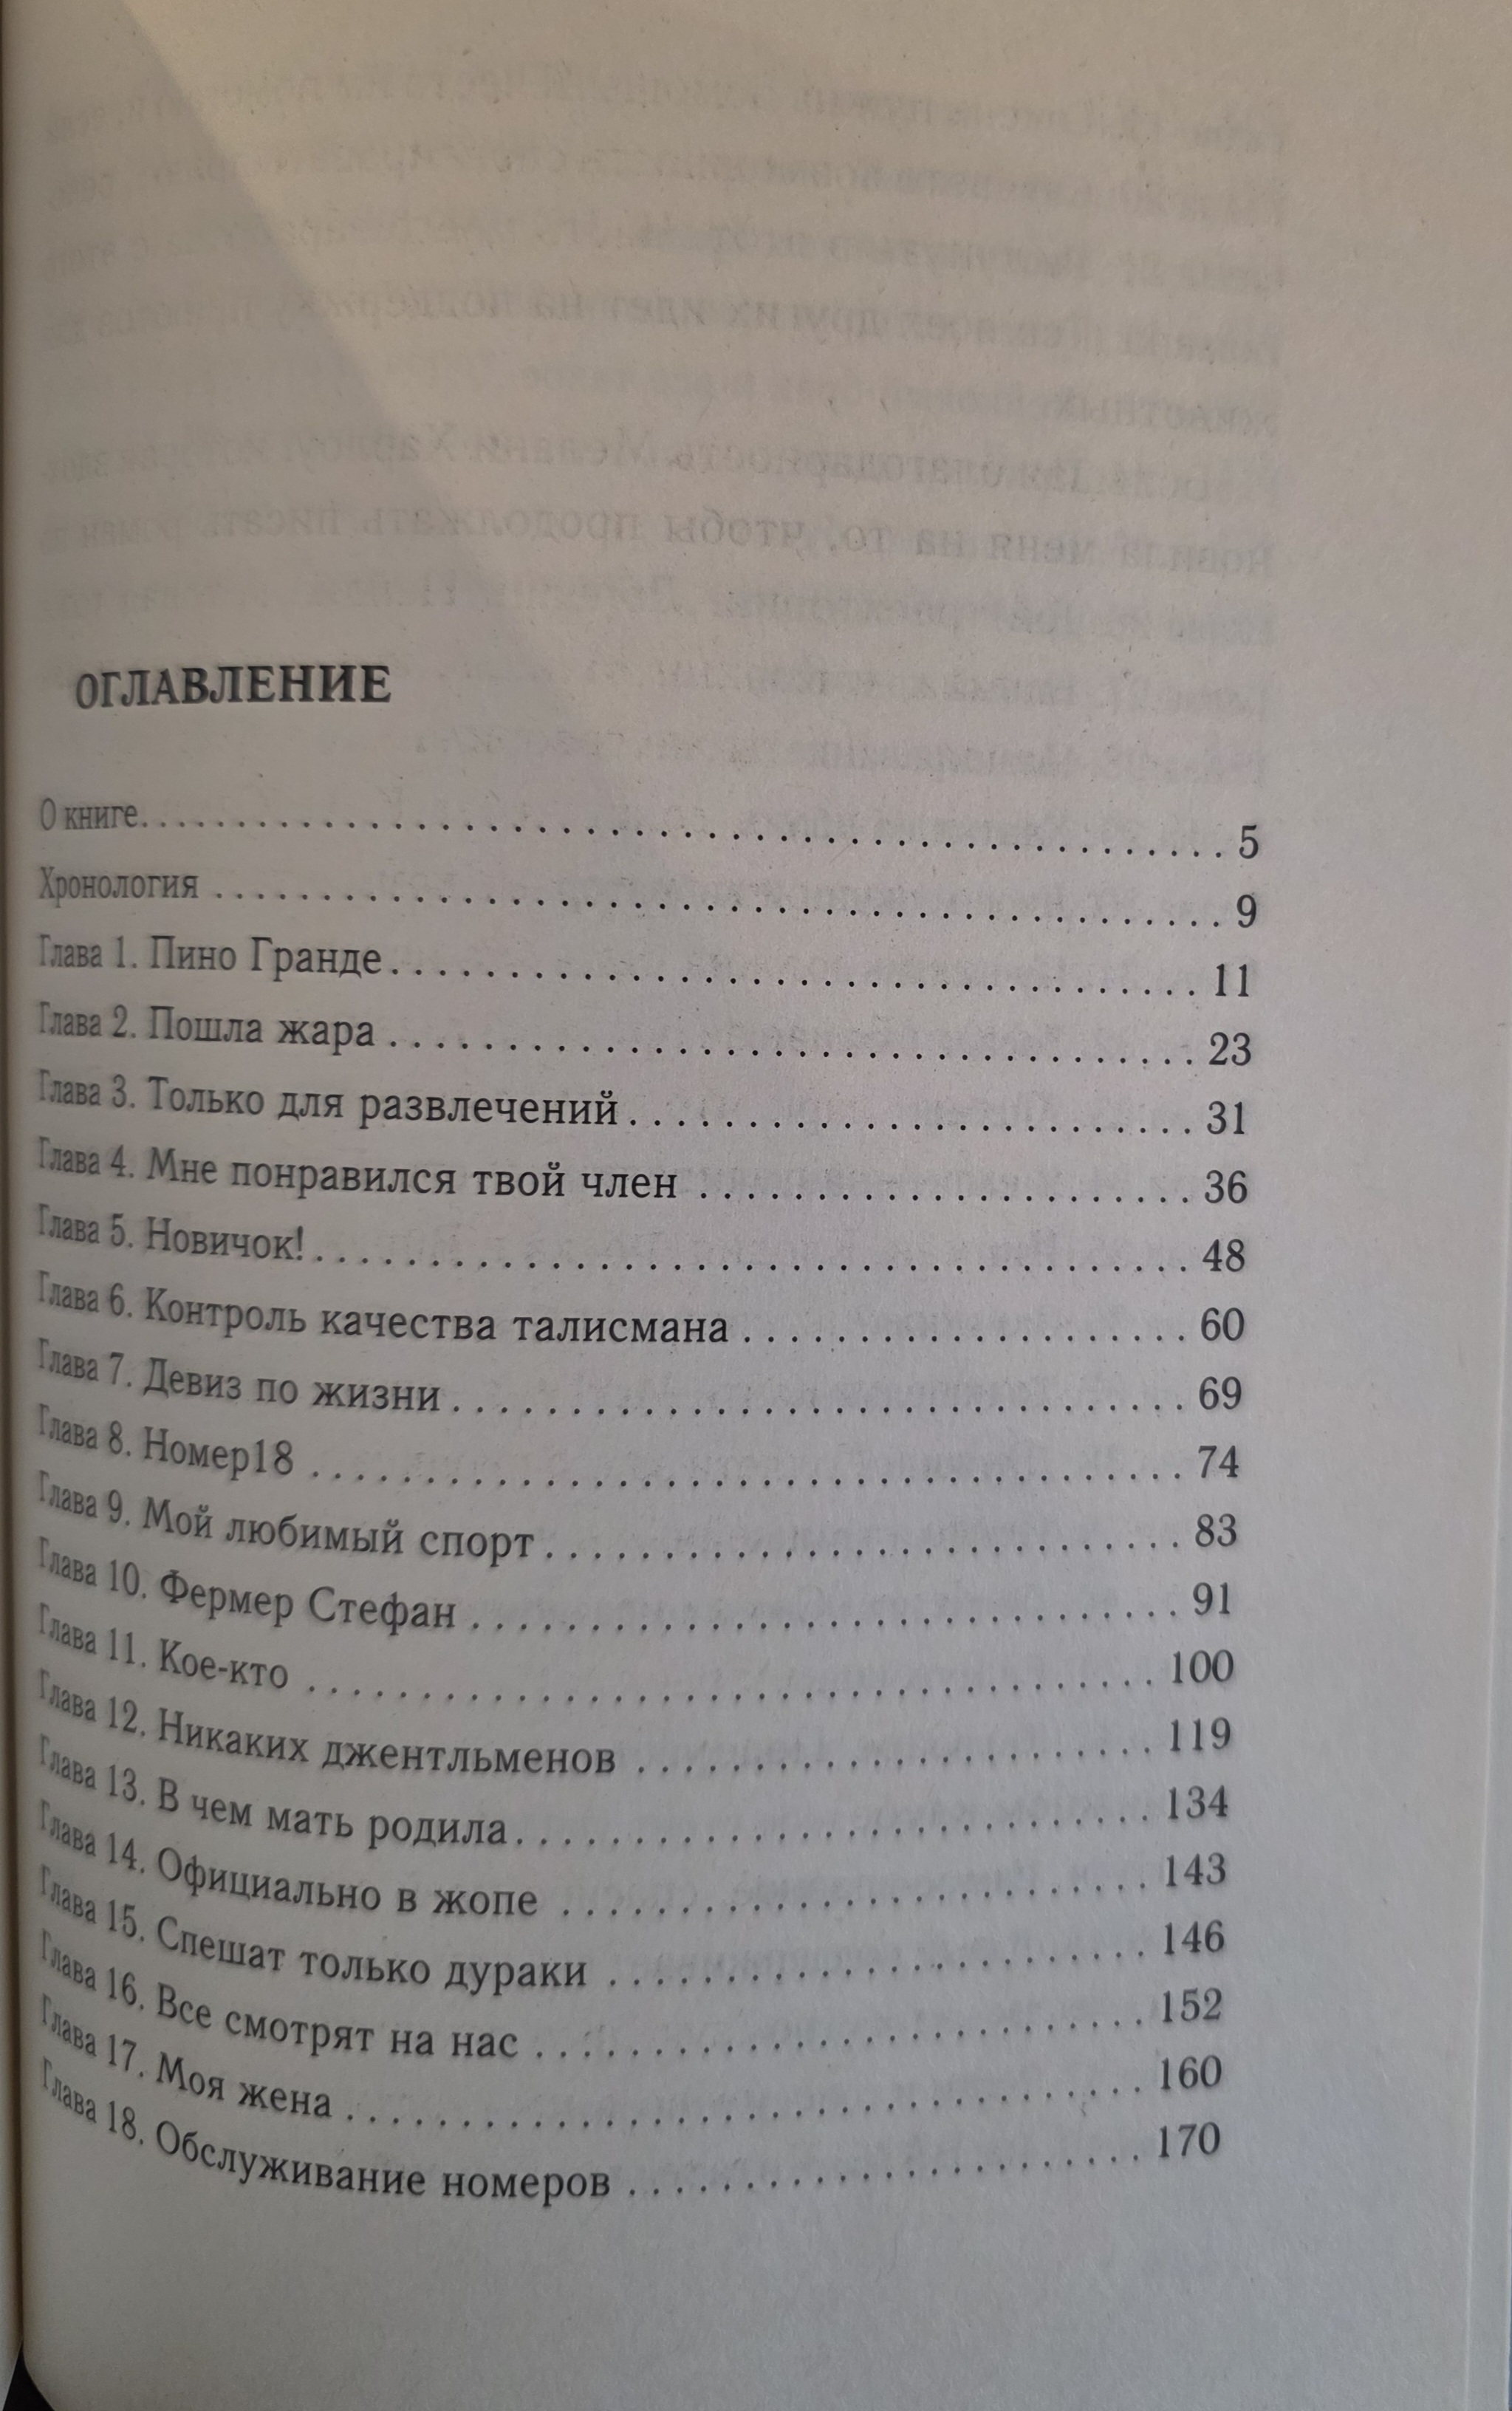 ОГЛАВЛЕНИЕ
О книге. . . . . . . . . . . . . . . . . . . . . . . . . . . . . . . . . . . . . . . . . . . . . . . 5
Хронология . . . . . . . . . . . . . . . . . . . . . . . . . . . . . . . . . . . . . . . . . . . 9
Глава 1. Пино Гранде. . . . . . . . . . . . . . . . . . . . . . . . . . . . . . . . . . . 11
Глава 2. Пошла жара . . . . . . . . . . . . . . . . . . . . . . . . . . . . . . . . . . . 23
Глава 3. Только для развлечений. . . . . . . . . . . . . . . . . . . . . . . . . 31
Глава 4. Мне понравился твой член . . . . . . . . . . . . . . . . . . . . . . 36
Глава 5. Новичок!. . . . . . . . . . . . . . . . . . . . . . . . . . . . . . . . . . . . . . 48
Глава 6. Контроль качества талисмана . . . . . . . . . . . . . . . . . . . . 60
Глава 7. Девиз по жизни . . . . . . . . . . . . . . . . . . . . . . . . . . . . . . . . 69
Глава 8. Номер18 . . . . . . . . . . . . . . . . . . . . . . . . . . . . . . . . . . . . . . 74
Глава 9. Мой любимый спорт . . . . . . . . . . . . . . . . . . . . . . . . . . . . 83
Глава 10. Фермер Стефан . . . . . . . . . . . . . . . . . . . . . . . . . . . . . . . 91
Глава 11. Кое-кто . . . . . . . . . . . . . . . . . . . . . . . . . . . . . . . . . . . . . 100
Глава 12. Никаких джентльменов . . . . . . . . . . . . . . . . . . . . . . . 119
Глава 13. В чем мать родила. . . . . . . . . . . . . . . . . . . . . . . . . . . . 134
Глава 14. Официально в жопе . . . . . . . . . . . . . . . . . . . . . . . . . . 143
Глава 15. Спешат только дураки . . . . . . . . . . . . . . . . . . . . . . . . 146
Глава 16. Все смотрят на нас . . . . . . . . . . . . . . . . . . . . . . . . . . . 152
Глава 17. Моя жена . . . . . . . . . . . . . . . . . . . . . . . . . . . . . . . . . . . 160
Глава 18. Обслуживание номеров . . . . . . . . . . . . . . . . . . . . . . . 170